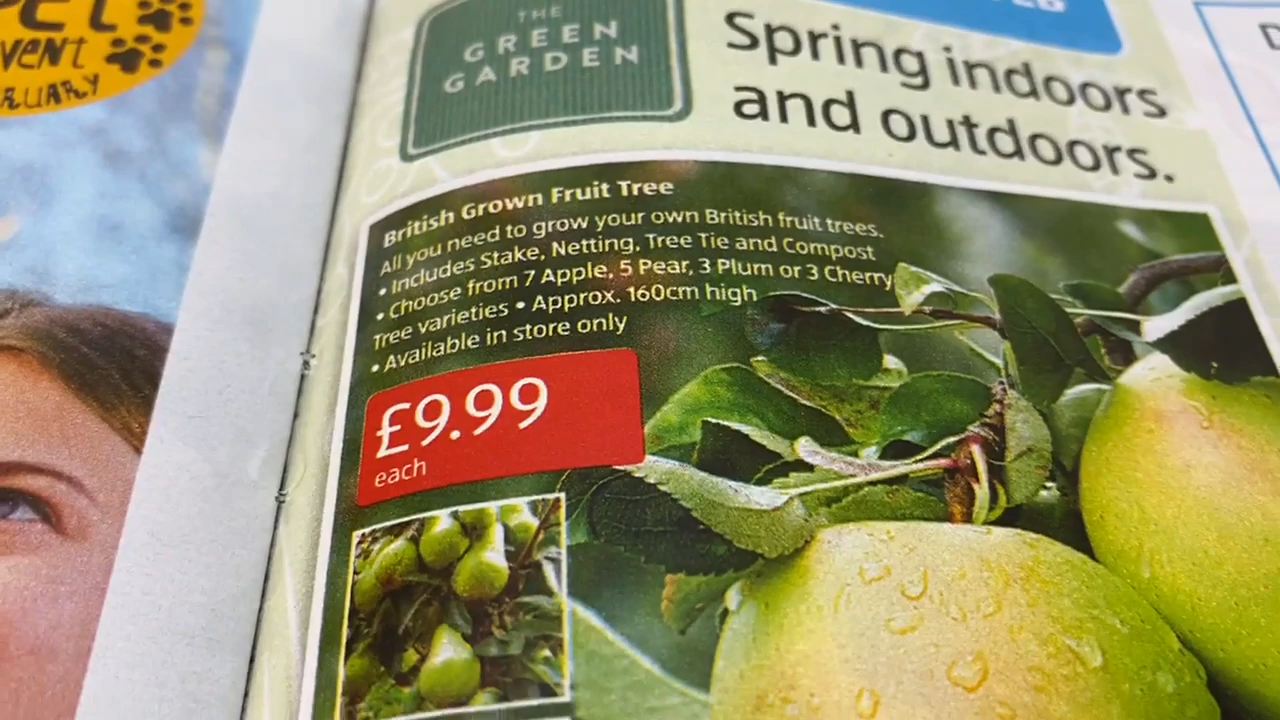 VENT
RUARY
THE
GREEN
GARDEN
Spring indoors
and outdoors.
British Grown Fruit Tree
All you need to grow your own British fruit trees.
• Includes Stake, Netting, Tree Tie and Compost
• Choose from 7 Apple, 5 Pear, 3 Plum or 3 Cherry
Tree varieties • Approx. 160cm high
• Available in store only
£9.99
each